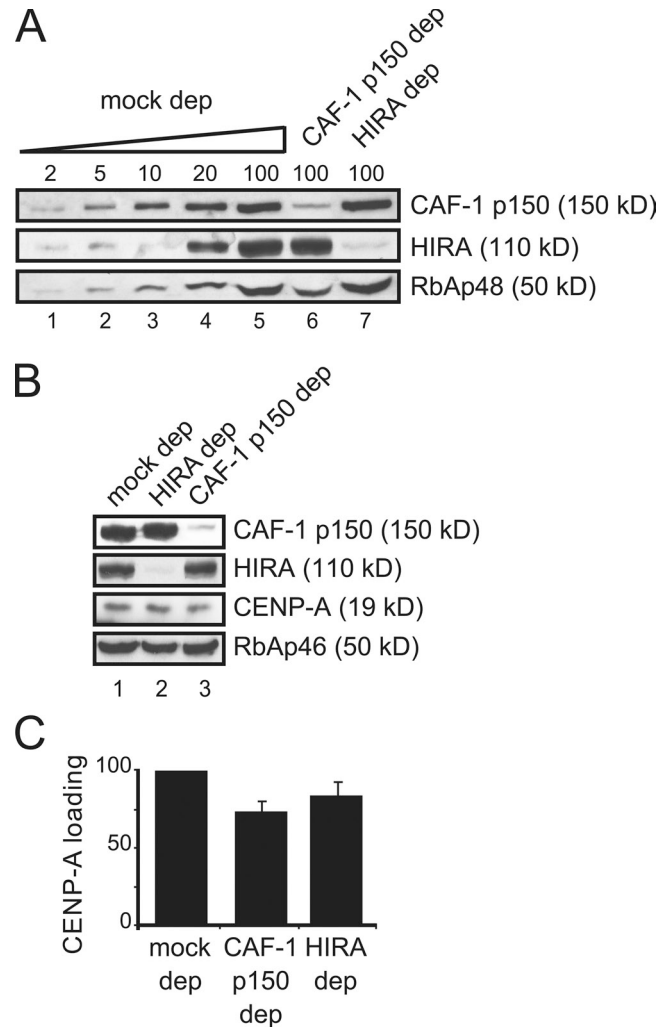 A
mock dep
CAF-1 p150 dep
HIRA dep
2 5 10 20 100 100 100
CAF-1 p150 (150 kD)
HIRA (110 kD)
RbAp48 (50 kD)
1 2 3 4 5 6 7
B
mock dep
HIRA dep
CAF-1 p150 dep
CAF-1 p150 (150 kD)
HIRA (110 kD)
CENP-A (19 kD)
RbAp46 (50 kD)
1 2 3
C
CENP-A loading
100
50
0
mock CAF-1 HIRA
dep p150 dep
dep